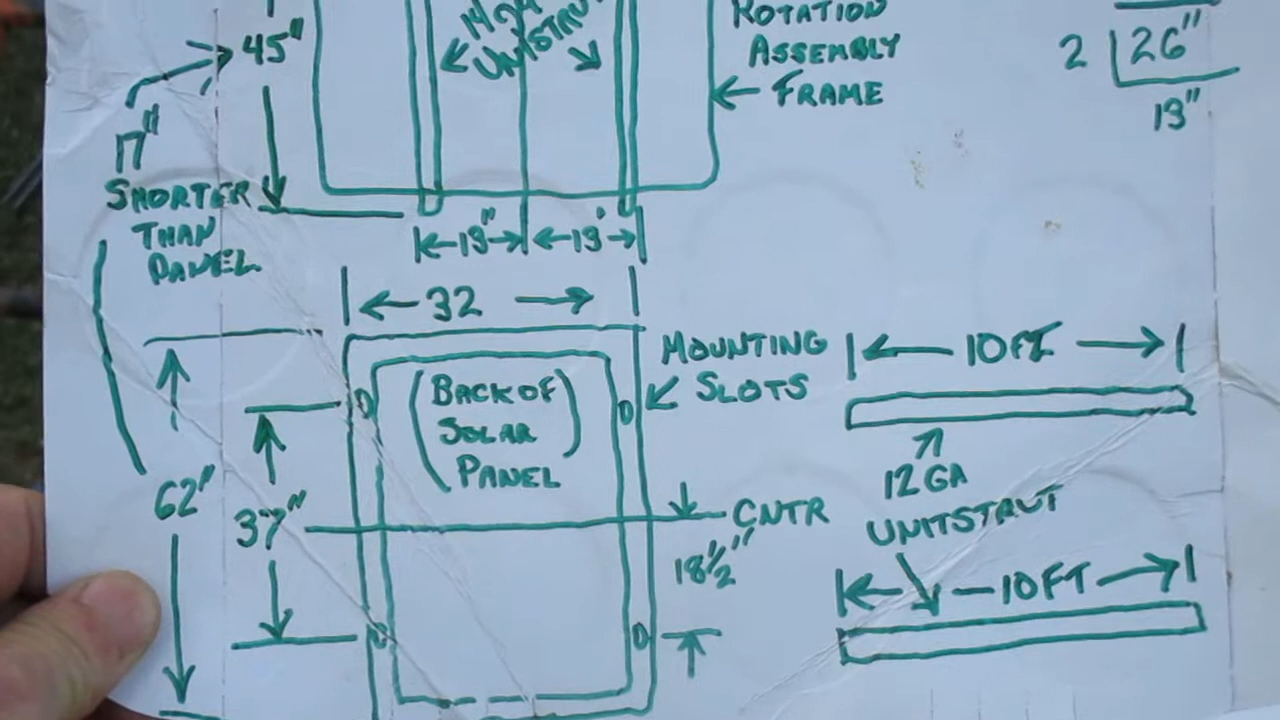 ROTATION
ASSEMBLY
FRAME
45"
UNISTRUT
2 26"
13"
17"
SHORTER
THAN
PANEL
13" 13'
32
MOUNTING
SLOTS
10FT
(BACK OF
SOLAR
PANEL)
12GA
UNITSTRUT
62"
37"
CNTR
18½"
10FT